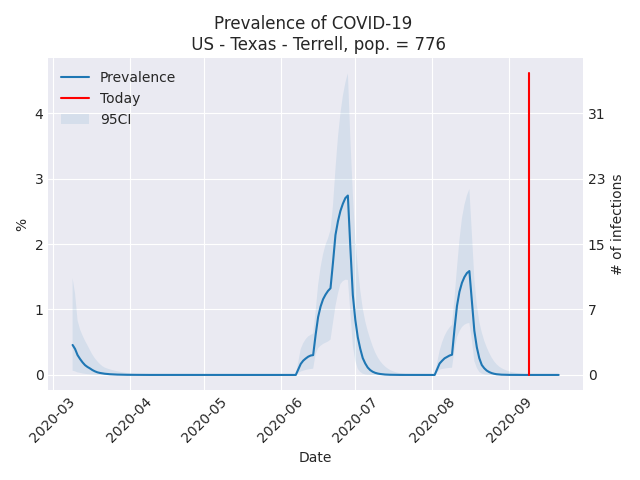 Prevalence of COVID-19
US - Texas - Terrell, pop. = 776
Prevalence
Today
95CI
4
3
2
1
0
%
31
23
15
7
0
# of infections
2020-03
2020-04
2020-05
2020-06
2020-07
2020-08
2020-09
Date